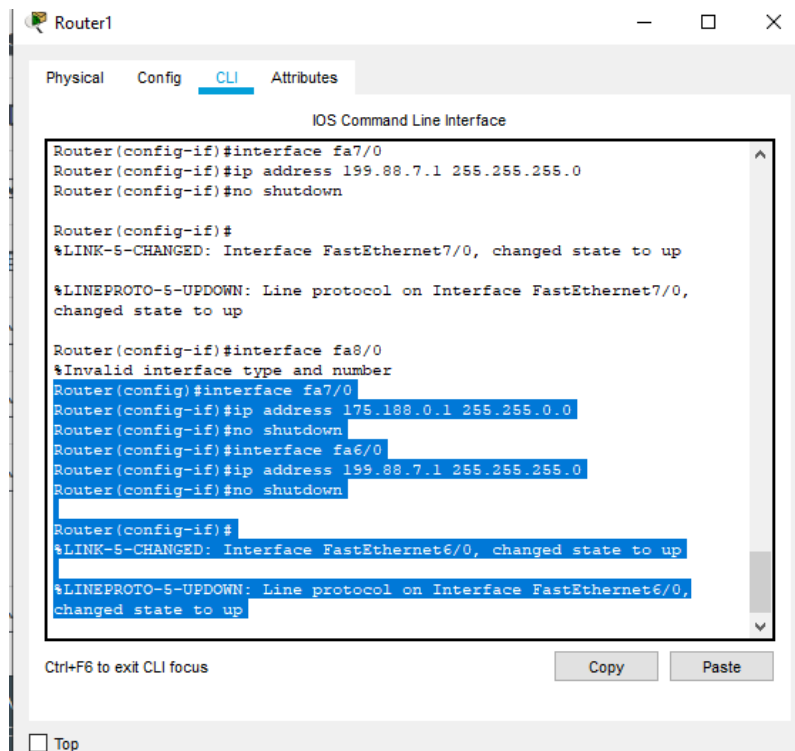 Router1
Physical Config CLI Attributes
IOS Command Line Interface
Router(config-if)#interface fa7/0
Router(config-if)#ip address 199.88.7.1 255.255.255.0
Router(config-if)#no shutdown
Router(config-if)#
%LINK-5-CHANGED: Interface FastEthernet7/0, changed state to up
%LINEPROTO-5-UPDOWN: Line protocol on Interface FastEthernet7/0,
changed state to up
Router(config-if)#interface fa8/0
%Invalid interface type and number
Router(config)#interface fa7/0
Router(config-if)#ip address 175.188.0.1 255.255.0.0
Router(config-if)#no shutdown
Router(config-if)#interface fa6/0
Router(config-if)#ip address 199.88.7.1 255.255.255.0
Router(config-if)#no shutdown
Router(config-if)#
%LINK-5-CHANGED: Interface FastEthernet6/0, changed state to up
%LINEPROTO-5-UPDOWN: Line protocol on Interface FastEthernet6/0,
changed state to up
Ctrl+F6 to exit CLI focus
Copy Paste
Top